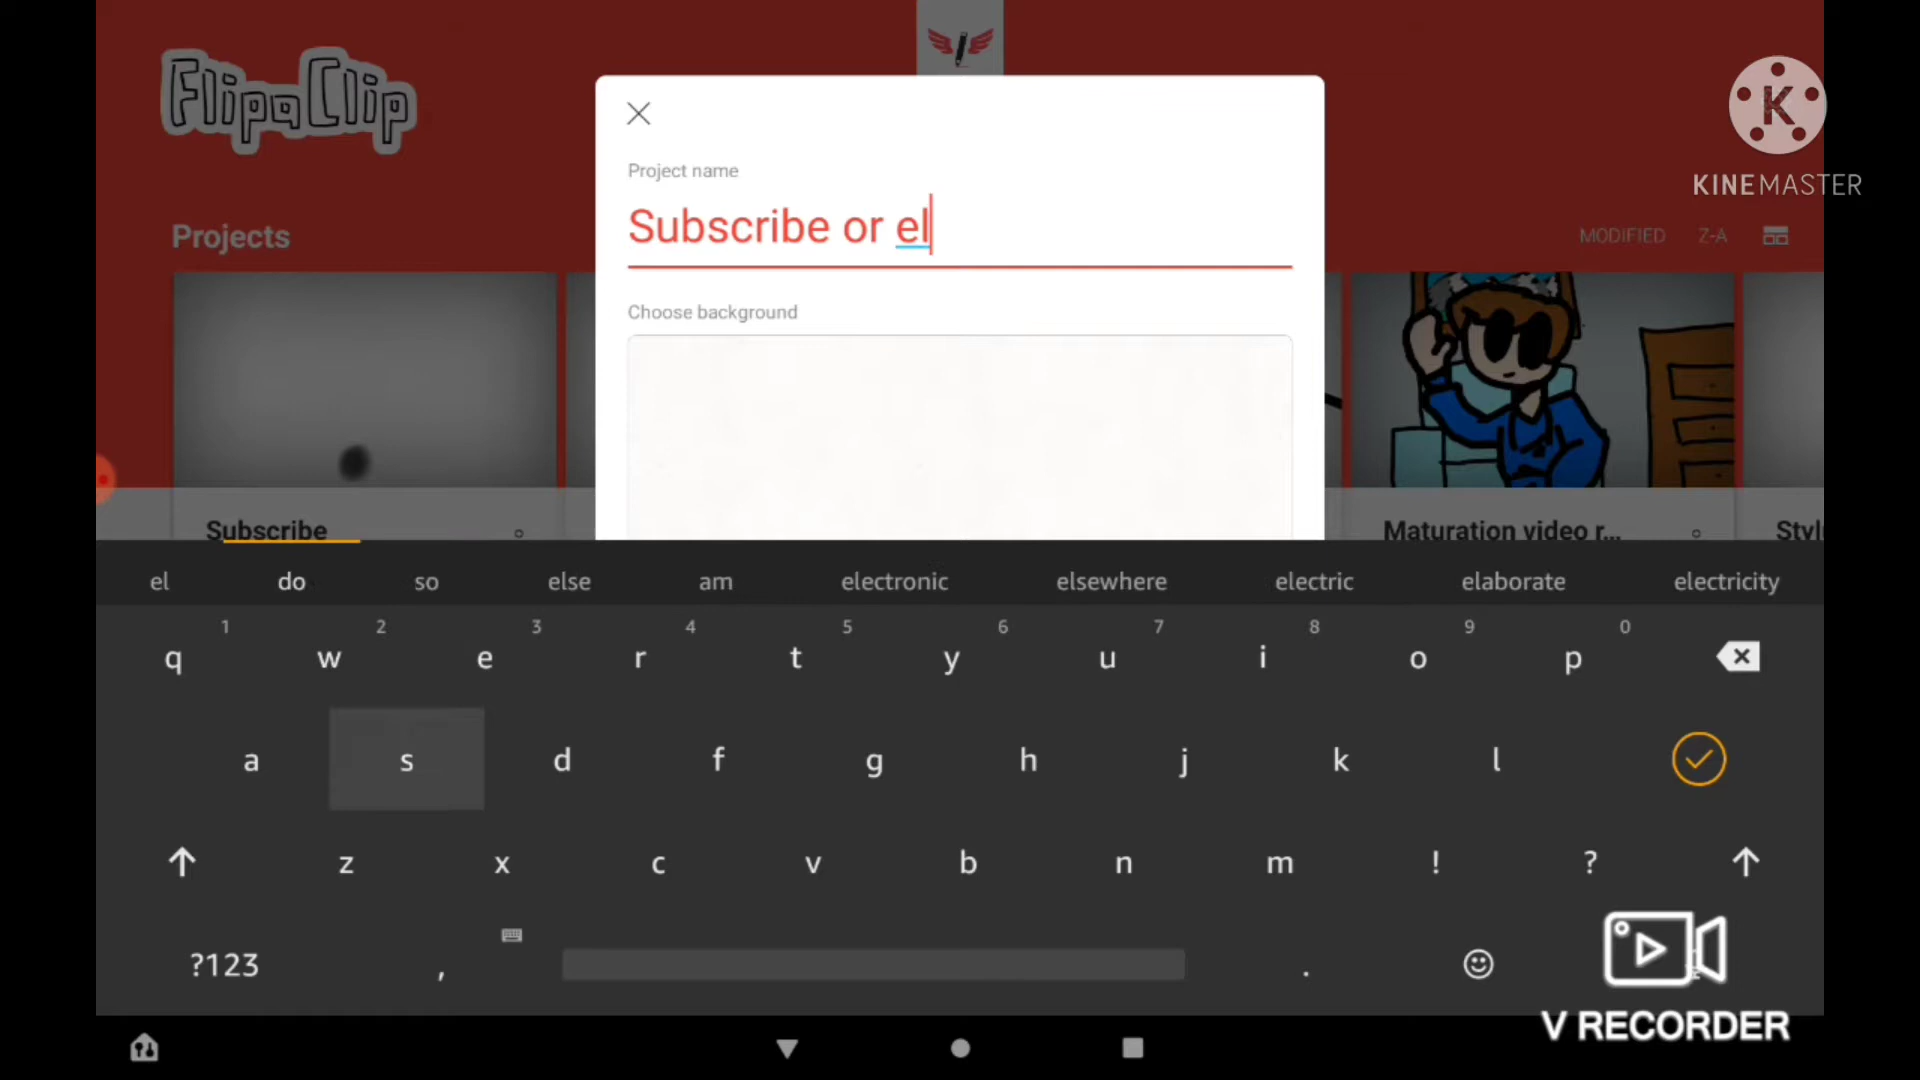 FlipaClip
K
KINEMASTER
Project name
Subscribe or el
Projects
MODIFIED Z-A
Choose background
Subscribe
Maturation video r...
Styl
el do so else am electronic elsewhere electric elaborate electricity
1 2 3 4 5 6 7 8 9 0
q w e r t y u i o p
a s d f g h j k l
z x c v b n m ! ?
?123 , .
V RECORDER